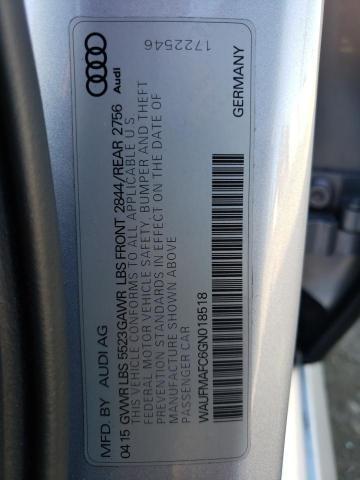 MFD. BY AUDI AG
Audi
04 15 GVWR LBS 5523 GAWR LBS FRONT 2844/REAR 2756
THIS VEHICLE CONFORMS TO ALL APPLICABLE U.S.
FEDERAL MOTOR VEHICLE SAFETY, BUMPER AND THEFT
PREVENTION STANDARDS IN EFFECT ON THE DATE OF
MANUFACTURE SHOWN ABOVE
PASSENGER CAR
WAUFMAFC6GN018518
GERMANY
1722546